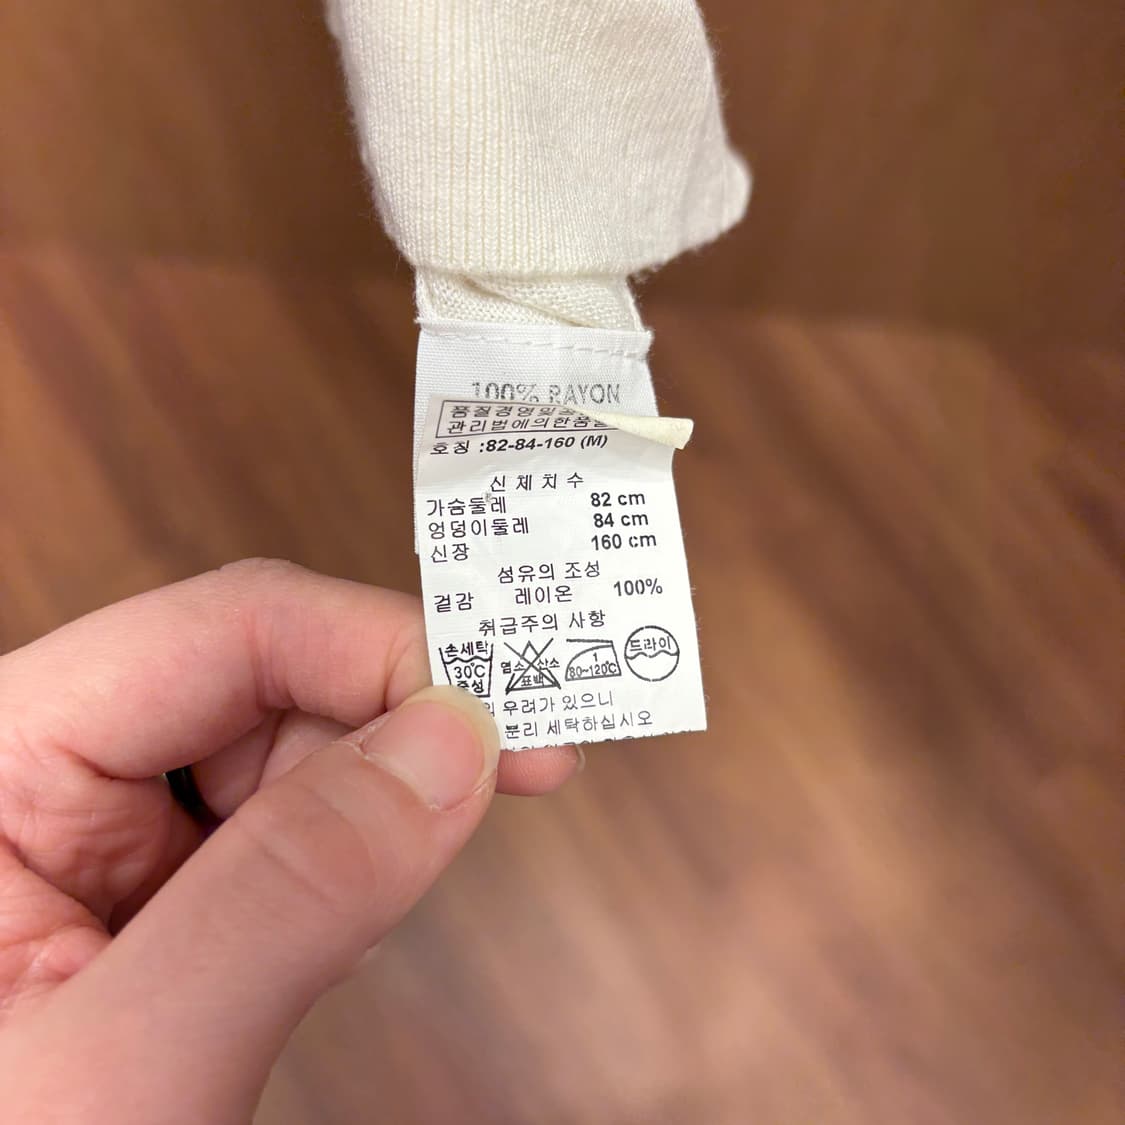 100% RAYON
품질경영및
관리법에의한품질
호칭 :82-84-160 (M)
신 체 치 수
가슴둘레 82 cm
엉덩이둘레 84 cm
신장 160 cm
섬유의 조성
겉감 레이온 100%
취급주의 사항
손세탁 30℃ 중성
염소 산소 표백
1 80~120℃
드라이
우려가 있으니
분리 세탁하십시오